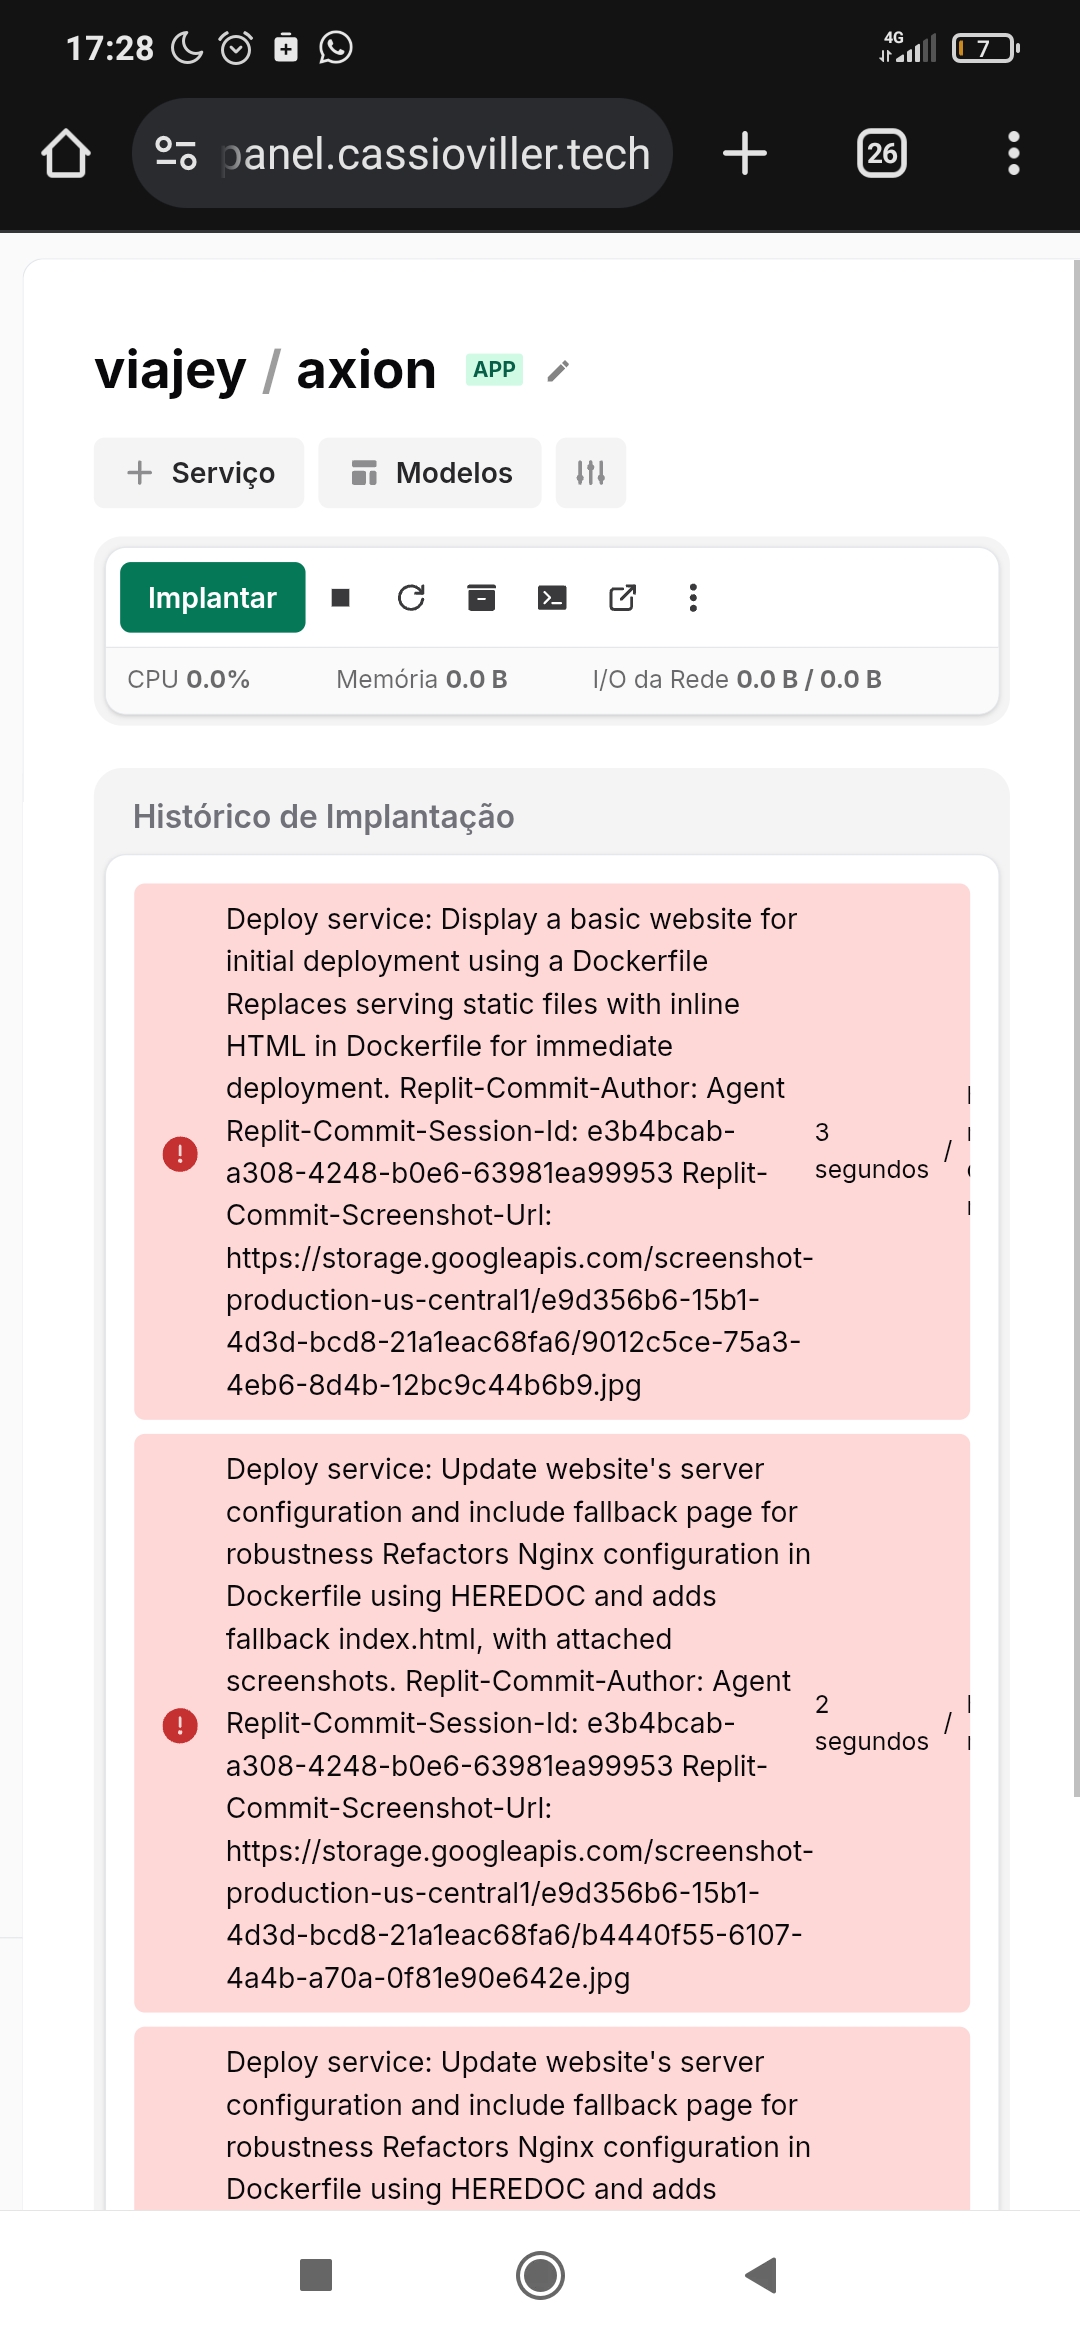 17:28
4G
7
panel.cassioviller.tech
26
viajey / axion APP
Serviço
Modelos
Implantar
CPU 0.0%
Memória 0.0 B
I/O da Rede 0.0 B / 0.0 B
Histórico de Implantação
Deploy service: Display a basic website for
initial deployment using a Dockerfile
Replaces serving static files with inline
HTML in Dockerfile for immediate
deployment. Replit-Commit-Author: Agent
Replit-Commit-Session-Id: e3b4bcab-
a308-4248-b0e6-63981ea99953 Replit-
Commit-Screenshot-Url:
https://storage.googleapis.com/screenshot-
production-us-central1/e9d356b6-15b1-
4d3d-bcd8-21a1eac68fa6/9012c5ce-75a3-
4eb6-8d4b-12bc9c44b6b9.jpg
3
segundos /
Deploy service: Update website's server
configuration and include fallback page for
robustness Refactors Nginx configuration in
Dockerfile using HEREDOC and adds
fallback index.html, with attached
screenshots. Replit-Commit-Author: Agent
Replit-Commit-Session-Id: e3b4bcab-
a308-4248-b0e6-63981ea99953 Replit-
Commit-Screenshot-Url:
https://storage.googleapis.com/screenshot-
production-us-central1/e9d356b6-15b1-
4d3d-bcd8-21a1eac68fa6/b4440f55-6107-
4a4b-a70a-0f81e90e642e.jpg
2
segundos /
Deploy service: Update website's server
configuration and include fallback page for
robustness Refactors Nginx configuration in
Dockerfile using HEREDOC and adds